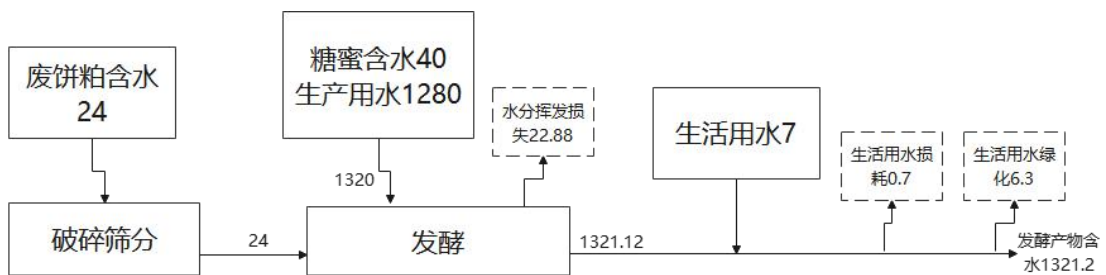 废饼粕含水
24
糖蜜含水40
生产用水1280
水分挥发损
失22.88
生活用水7
生活用水损
耗0.7
生活用水绿
化6.3
1320
破碎筛分
24
发酵
1321.12
发酵产物含
水1321.2